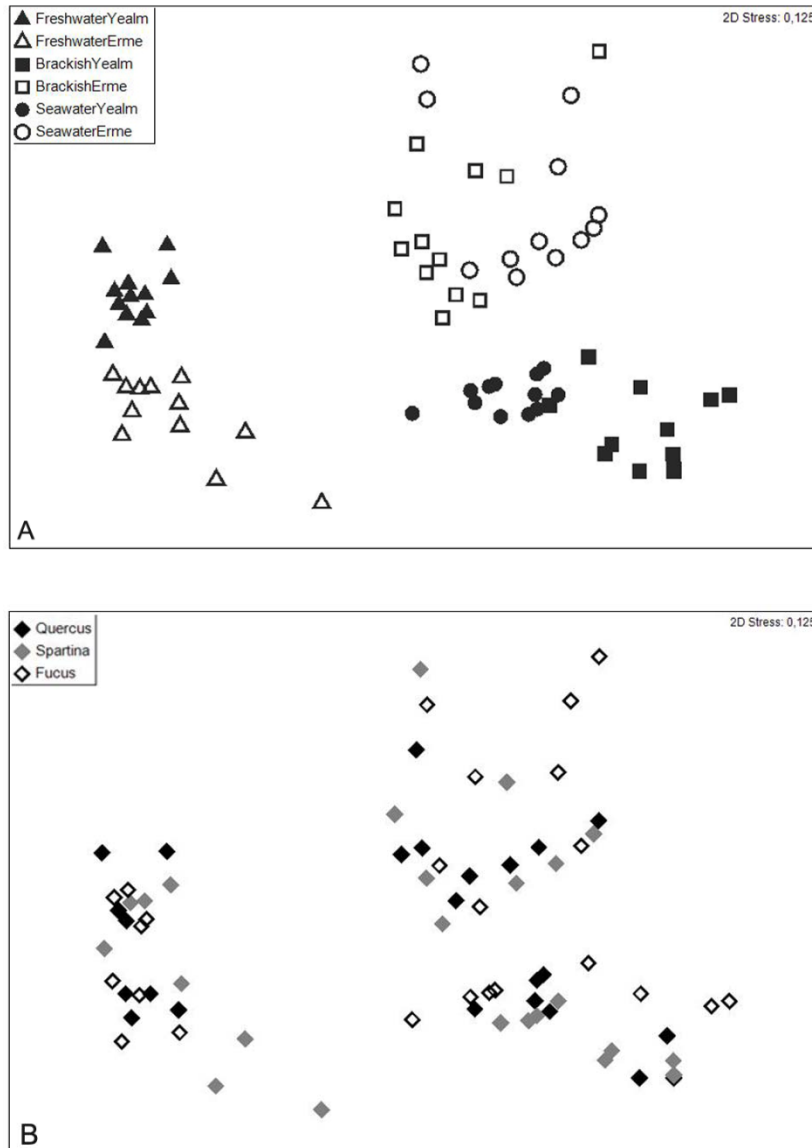 2D Stress: 0,125
FreshwaterYealm
FreshwaterErme
BrackishYealm
BrackishErme
SeawaterYealm
SeawaterErme
A
2D Stress: 0,125
Quercus
Spartina
Fucus
B